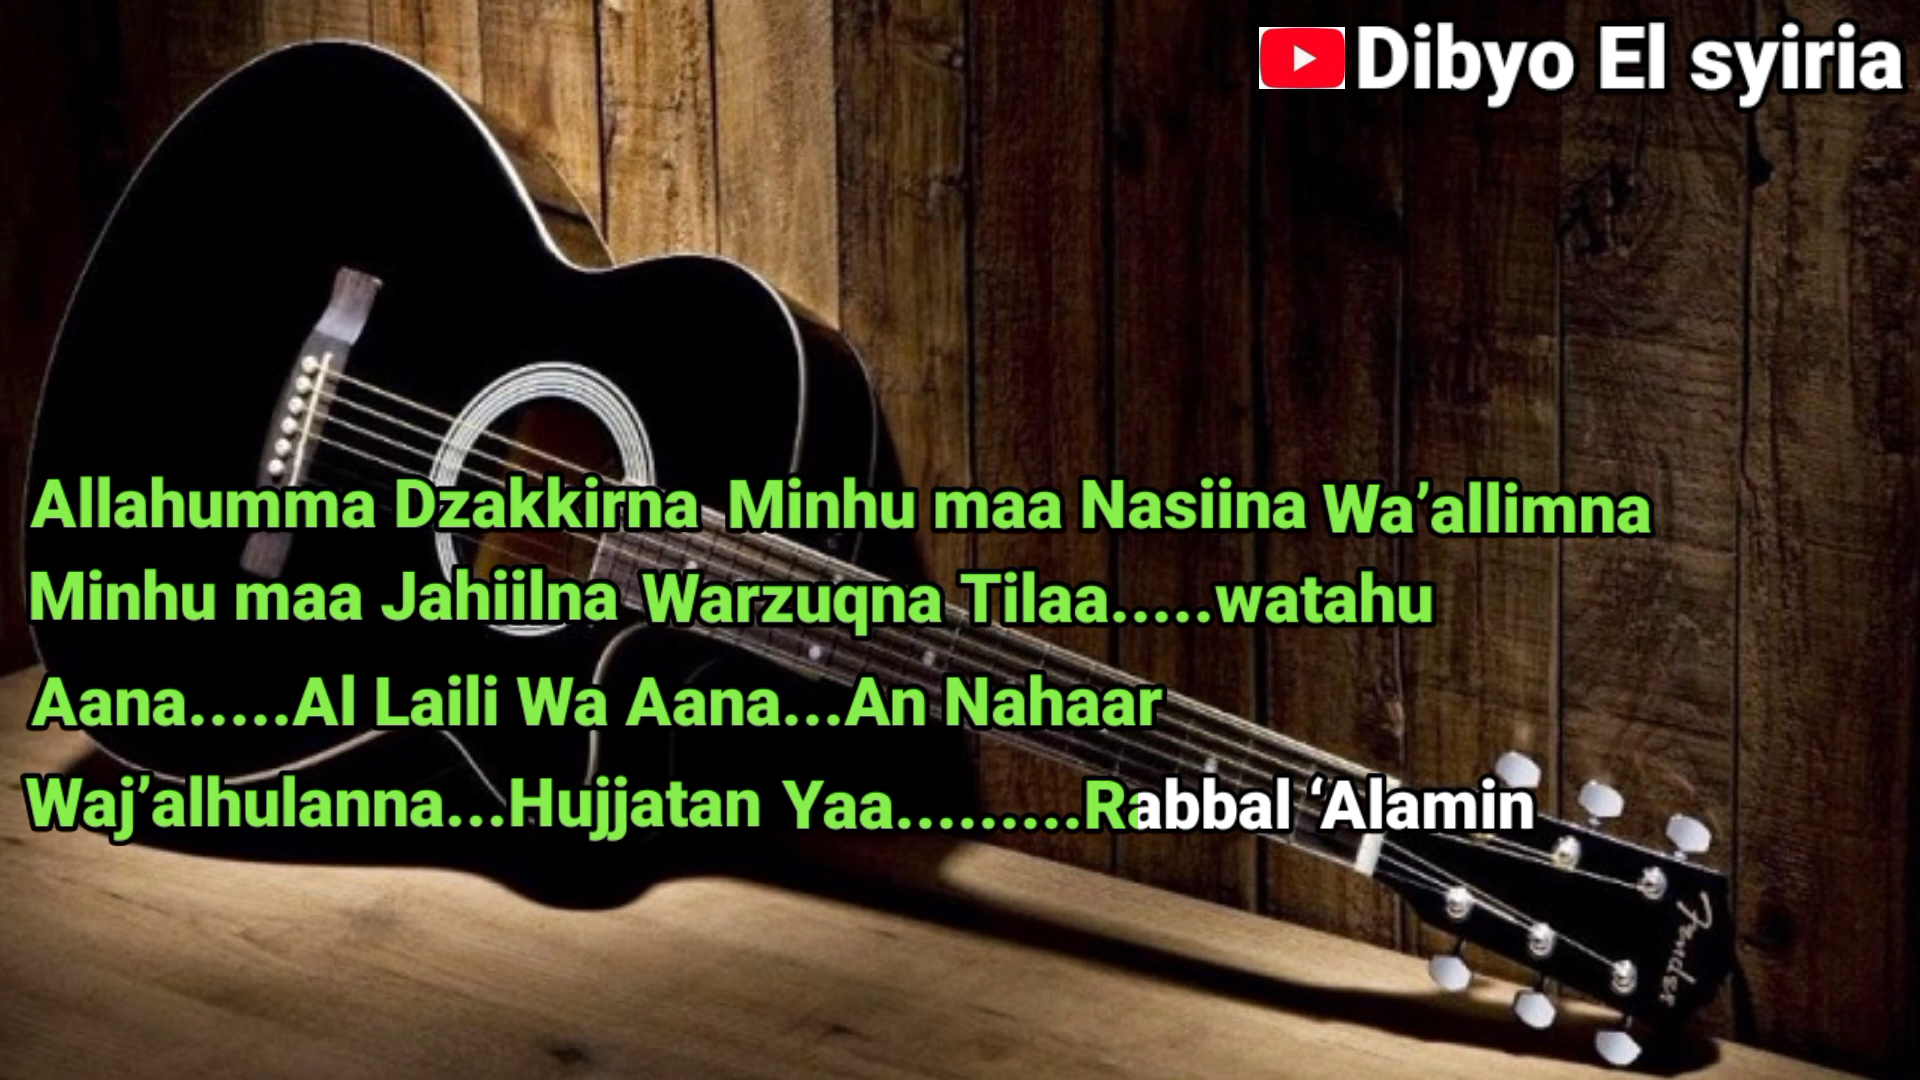 Dibyo El syiria
Allahumma Dzakkirna Minhu maa Nasiina Wa’allimna
Minhu maa Jahiilna Warzuqna Tilaa.....watahu
Aana.....Al Laili Wa Aana...An Nahaar
Waj’alhulanna...Hujjatan Yaa.........Rabbal ‘Alamin
Fender